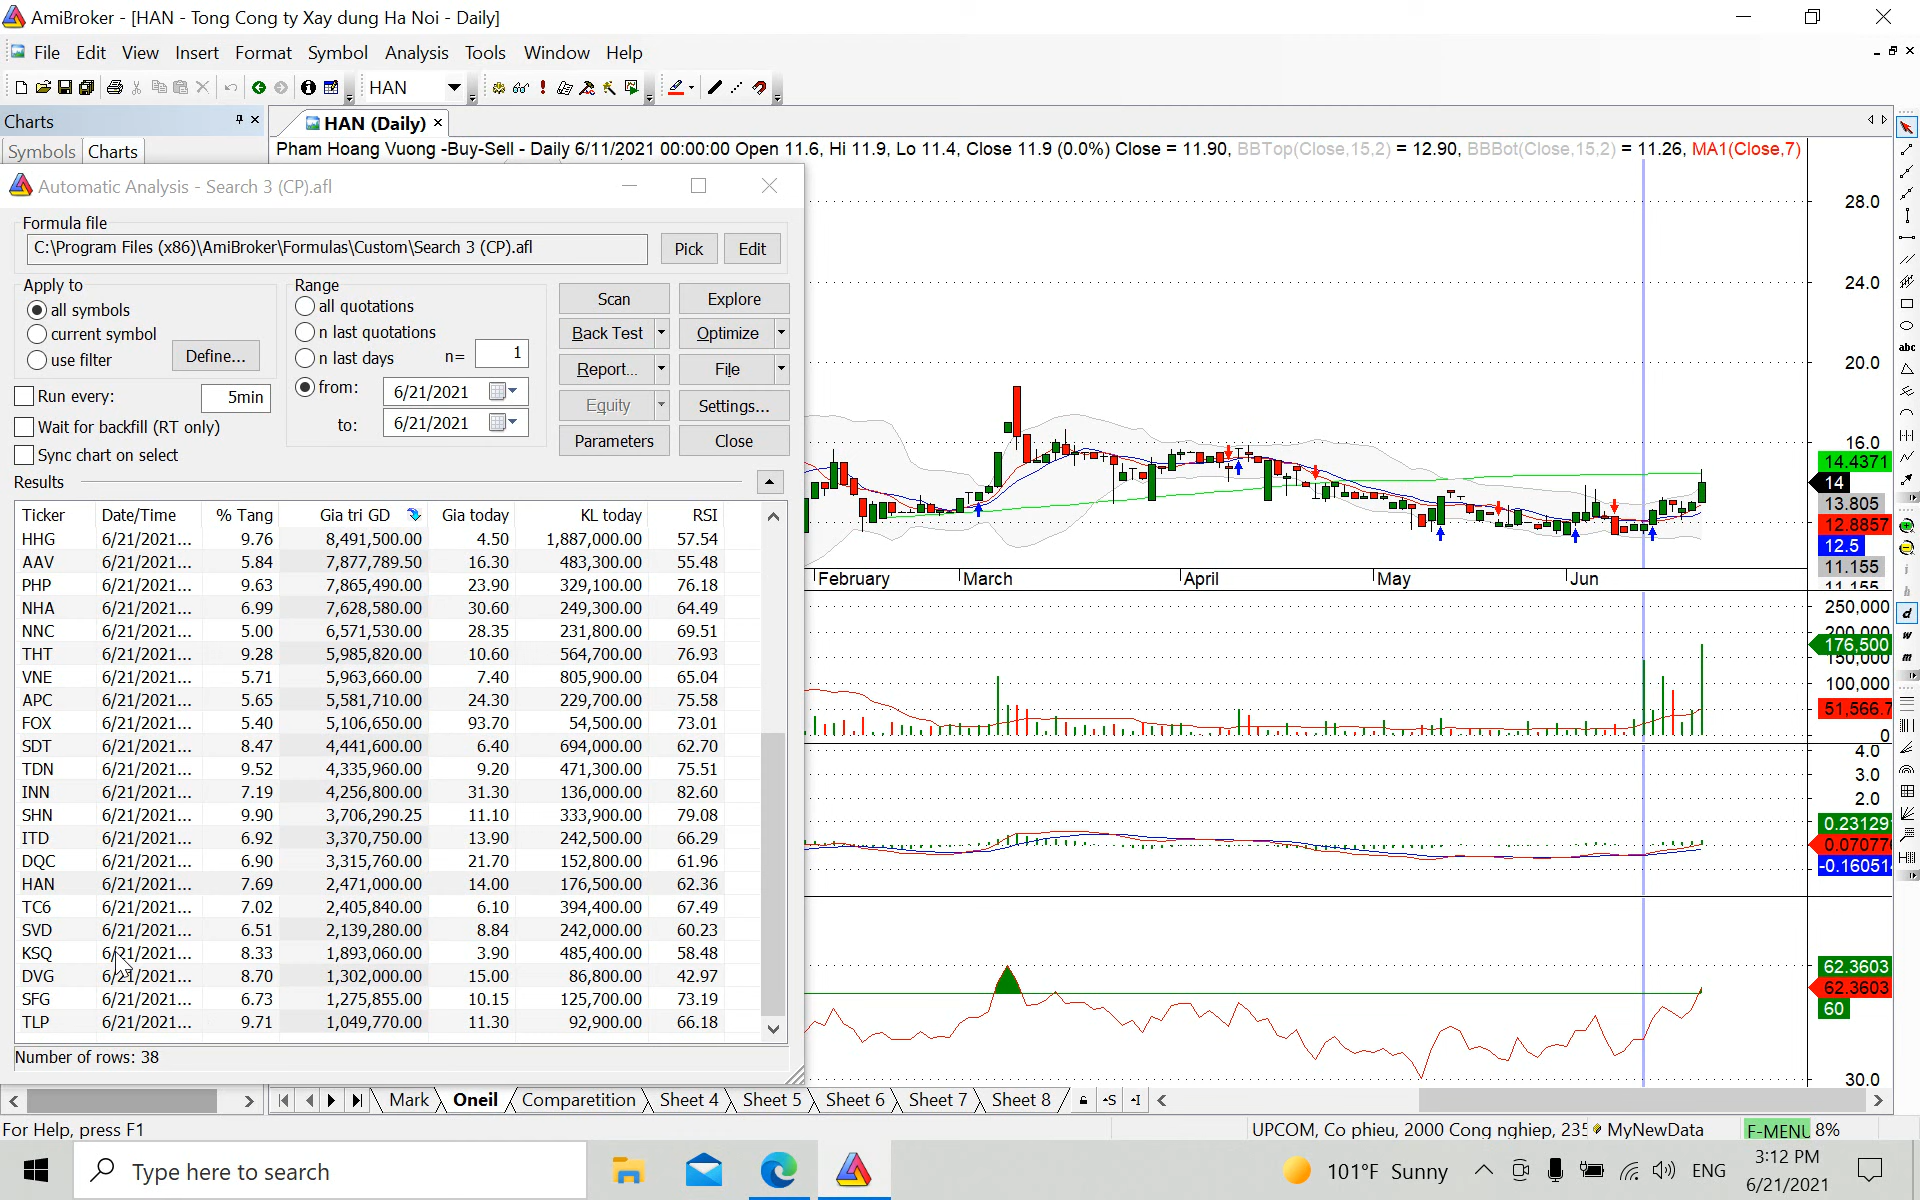 AmiBroker - [HAN - Tong Cong ty Xay dung Ha Noi - Daily]
File Edit View Insert Format Symbol Analysis Tools Window Help
HAN
Charts
Symbols Charts
HAN (Daily)
Pham Hoang Vuong -Buy-Sell - Daily 6/11/2021 00:00:00 Open 11.6, Hi 11.9, Lo 11.4, Close 11.9 (0.0%) Close = 11.90, BBTop(Close,15,2) = 12.90, BBBot(Close,15,2) = 11.26, MA1(Close,7)
Automatic Analysis - Search 3 (CP).afl
Formula file
C:\Program Files (x86)\AmiBroker\Formulas\Custom\Search 3 (CP).afl
Pick Edit
Apply to
all symbols
current symbol
use filter
Define...
Range
all quotations
n last quotations
n last days n= 1
from: 6/21/2021
to: 6/21/2021
Scan Explore
Back Test Optimize
Report... File
Equity Settings...
Parameters Close
Run every: 5min
Wait for backfill (RT only)
Sync chart on select
Results
Ticker Date/Time % Tang Gia tri GD Gia today KL today RSI
HHG 6/21/2021... 9.76 8,491,500.00 4.50 1,887,000.00 57.54
AAV 6/21/2021... 5.84 7,877,789.50 16.30 483,300.00 55.48
PHP 6/21/2021... 9.63 7,865,490.00 23.90 329,100.00 76.18
NHA 6/21/2021... 6.99 7,628,580.00 30.60 249,300.00 64.49
NNC 6/21/2021... 5.00 6,571,530.00 28.35 231,800.00 69.51
THT 6/21/2021... 9.28 5,985,820.00 10.60 564,700.00 76.93
VNE 6/21/2021... 5.71 5,963,660.00 7.40 805,900.00 65.04
APC 6/21/2021... 5.65 5,581,710.00 24.30 229,700.00 75.58
FOX 6/21/2021... 5.40 5,106,650.00 93.70 54,500.00 73.01
SDT 6/21/2021... 8.47 4,441,600.00 6.40 694,000.00 62.70
TDN 6/21/2021... 9.52 4,335,960.00 9.20 471,300.00 75.51
INN 6/21/2021... 7.19 4,256,800.00 31.30 136,000.00 82.60
SHN 6/21/2021... 9.90 3,706,290.25 11.10 333,900.00 79.08
ITD 6/21/2021... 6.92 3,370,750.00 13.90 242,500.00 66.29
DQC 6/21/2021... 6.90 3,315,760.00 21.70 152,800.00 61.96
HAN 6/21/2021... 7.69 2,471,000.00 14.00 176,500.00 62.36
TC6 6/21/2021... 7.02 2,405,840.00 6.10 394,400.00 67.49
SVD 6/21/2021... 6.51 2,139,280.00 8.84 242,000.00 60.23
KSQ 6/21/2021... 8.33 1,893,060.00 3.90 485,400.00 58.48
DVG 6/21/2021... 8.70 1,302,000.00 15.00 86,800.00 42.97
SFG 6/21/2021... 6.73 1,275,855.00 10.15 125,700.00 73.19
TLP 6/21/2021... 9.71 1,049,770.00 11.30 92,900.00 66.18
Number of rows: 38
28.0
24.0
20.0
16.0
14.4371
14
13.805
12.8857
12.5
11.155
February March April May Jun
250,000
176,500
150,000
100,000
51,566.7
0
4.0
3.0
2.0
0.23129
0.07077
-0.16051
62.3603
62.3603
60
30.0
abc
d
w
m
Mark Oneil Comparetition Sheet 4 Sheet 5 Sheet 6 Sheet 7 Sheet 8
For Help, press F1
UPCOM, Co phieu, 2000 Cong nghiep, 235 MyNewData F-MENU 8%
Type here to search
101°F Sunny
ENG
3:12 PM
6/21/2021